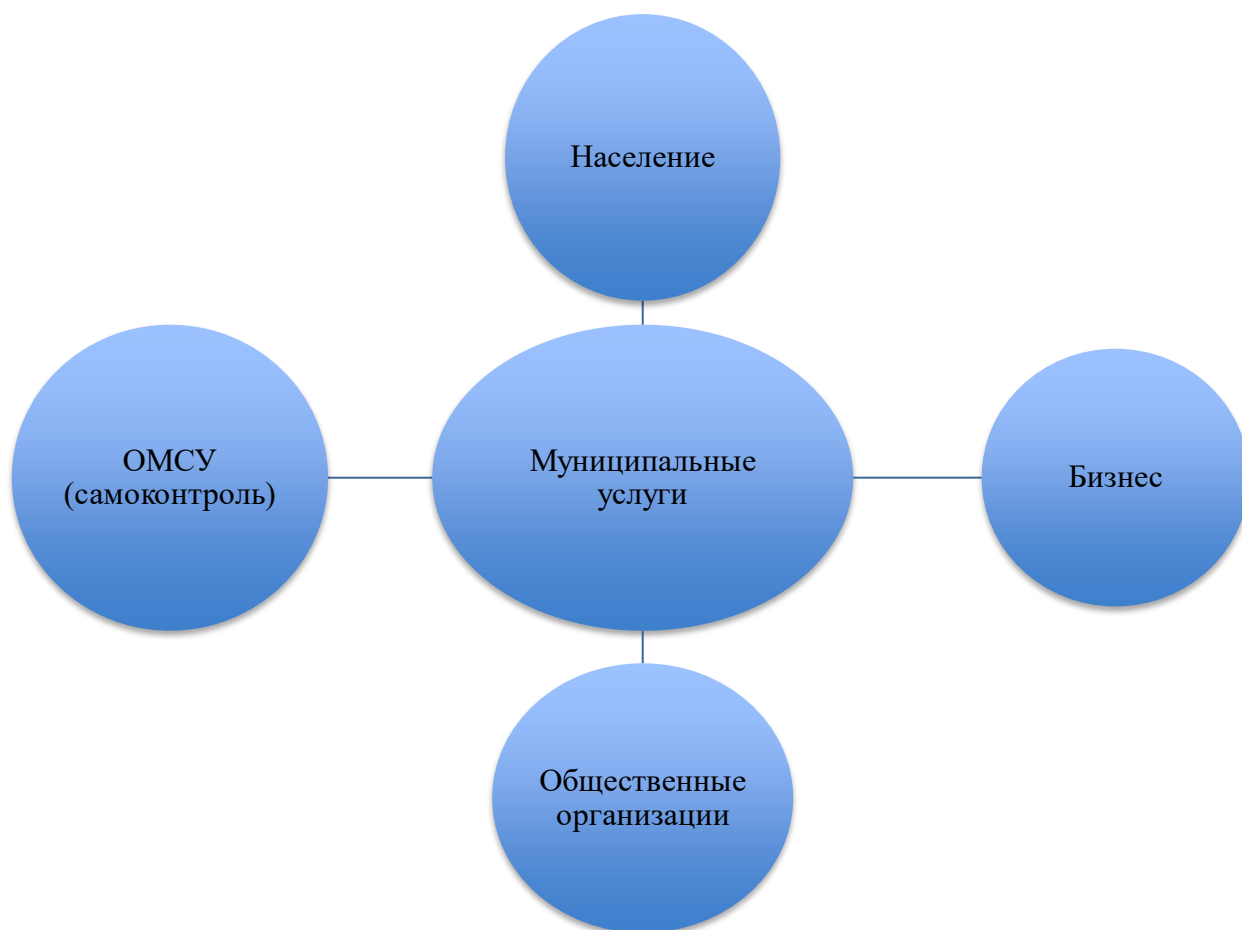 Население
ОМСУ
(самоконтроль)
Муниципальные
услуги
Бизнес
Общественные
организации